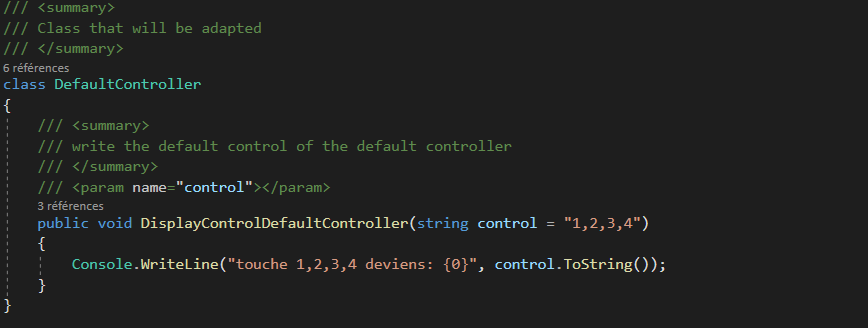 /// <summary>
/// Class that will be adapted
/// </summary>
6 références
class DefaultController
{
/// <summary>
/// write the default control of the default controller
/// </summary>
/// <param name="control"></param>
3 références
public void DisplayControlDefaultController(string control = "1,2,3,4")
{
Console.WriteLine("touche 1,2,3,4 deviens: {0}", control.ToString());
}
}